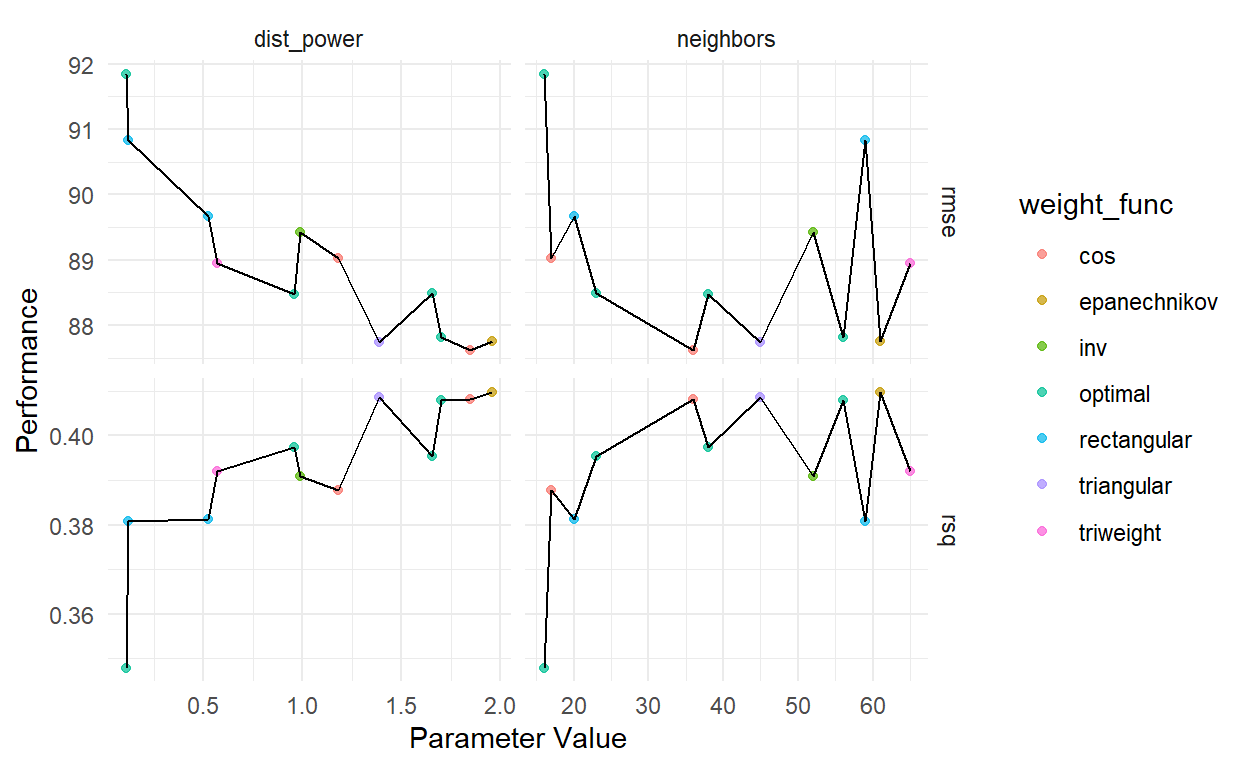 dist_power
neighbors
92
91
90
89
88
rmse
0.40
0.38
0.36
rsq
Performance
0.5
1.0
1.5
2.0
20
30
40
50
60
Parameter Value
weight_func
cos
epanechnikov
inv
optimal
rectangular
triangular
triweight